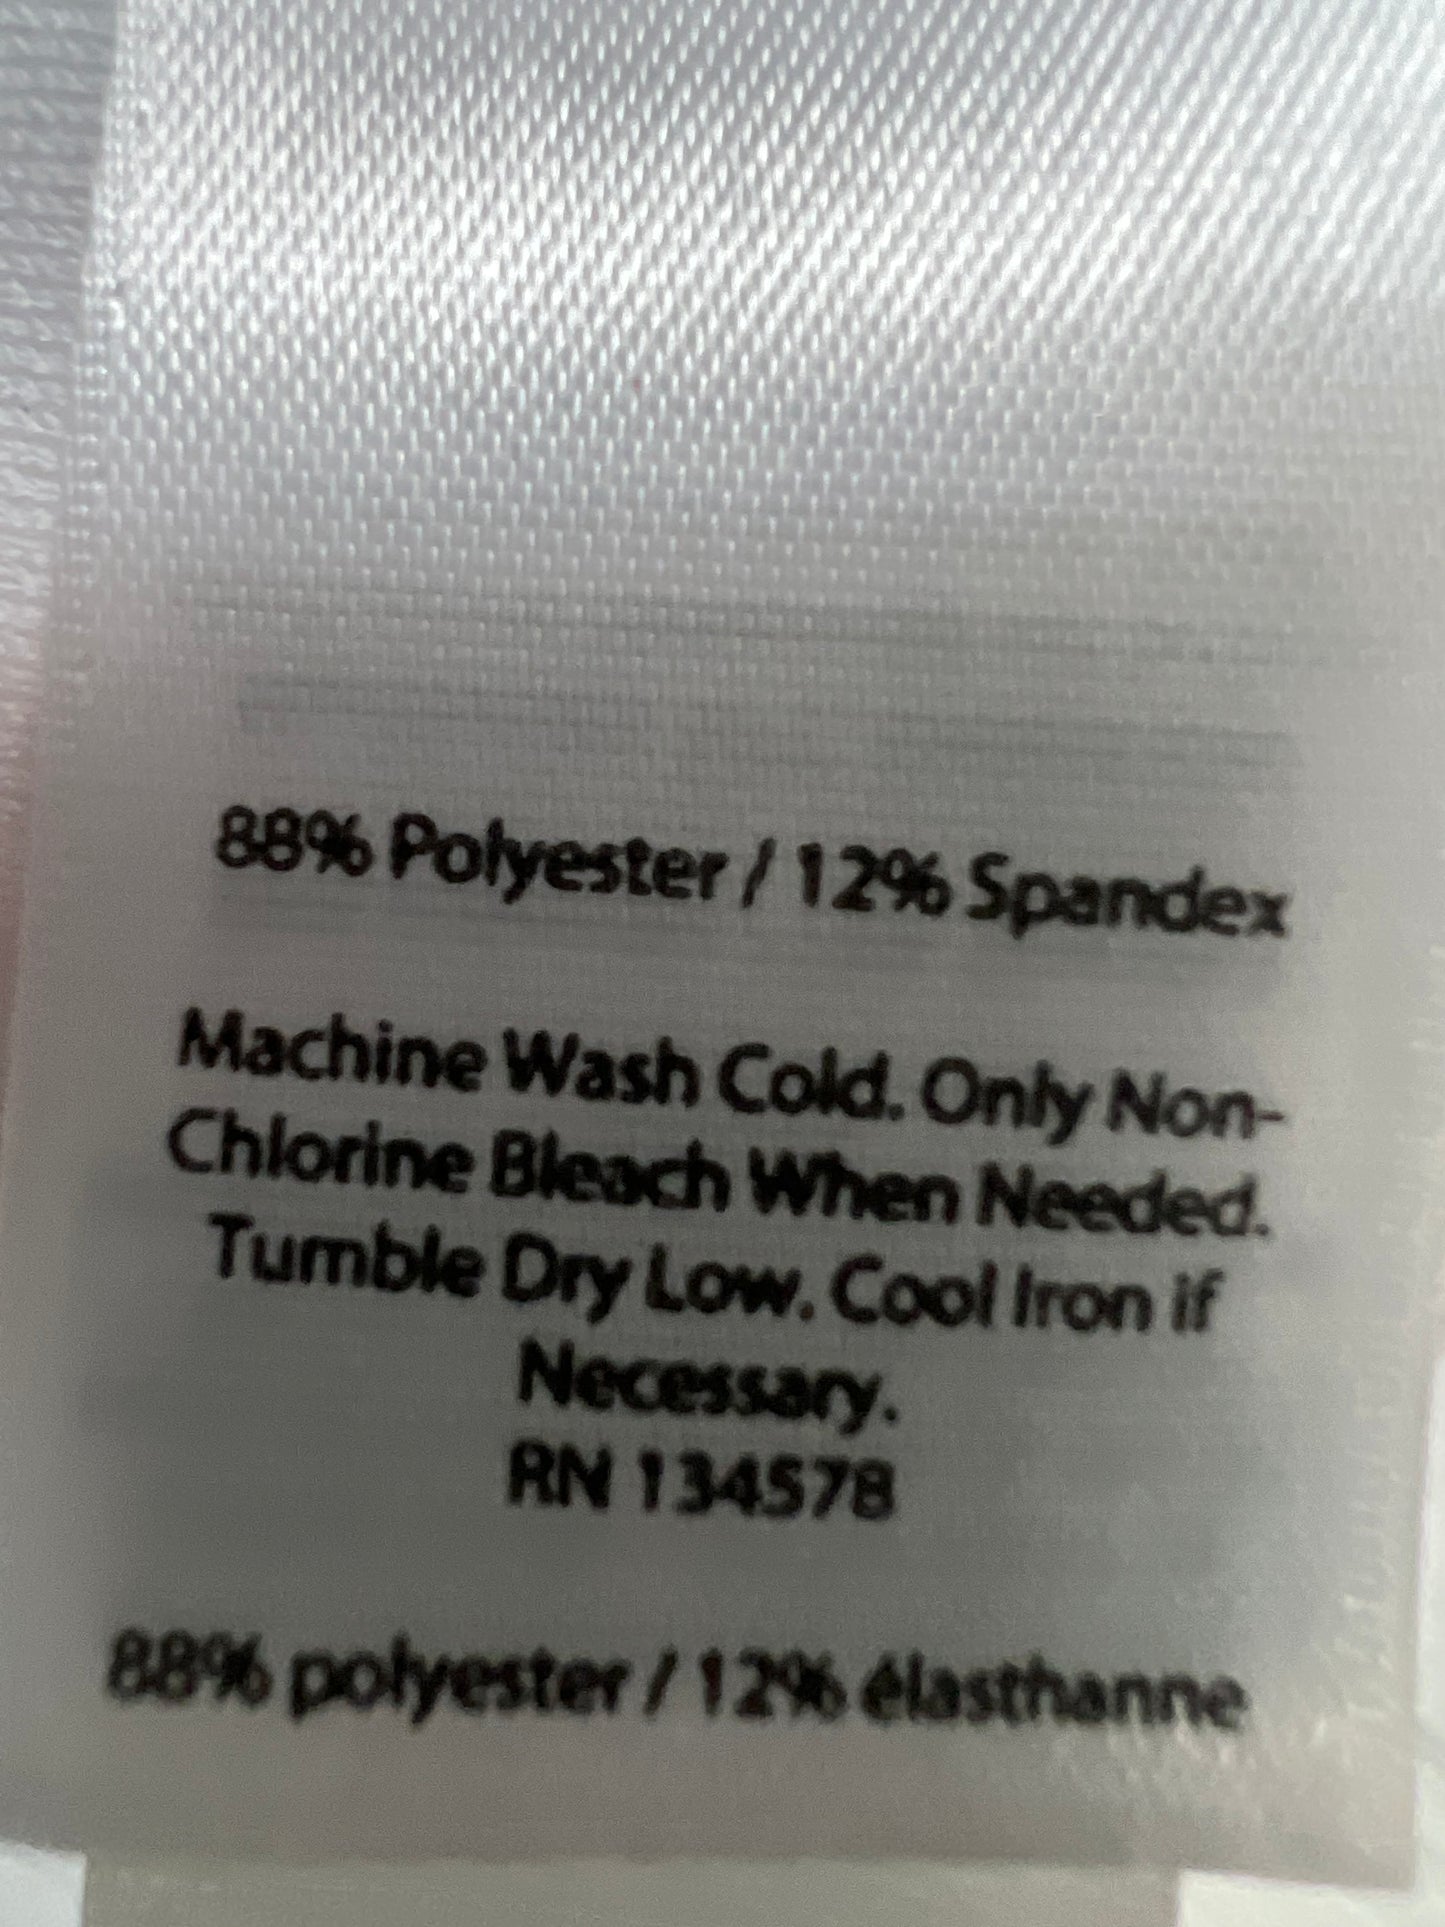 88% Polyester / 12% Spandex
Machine Wash Cold. Only Non-
Chlorine Bleach When Needed.
Tumble Dry Low. Cool Iron if
Necessary.
RN 134578
88% polyester / 12% élasthanne